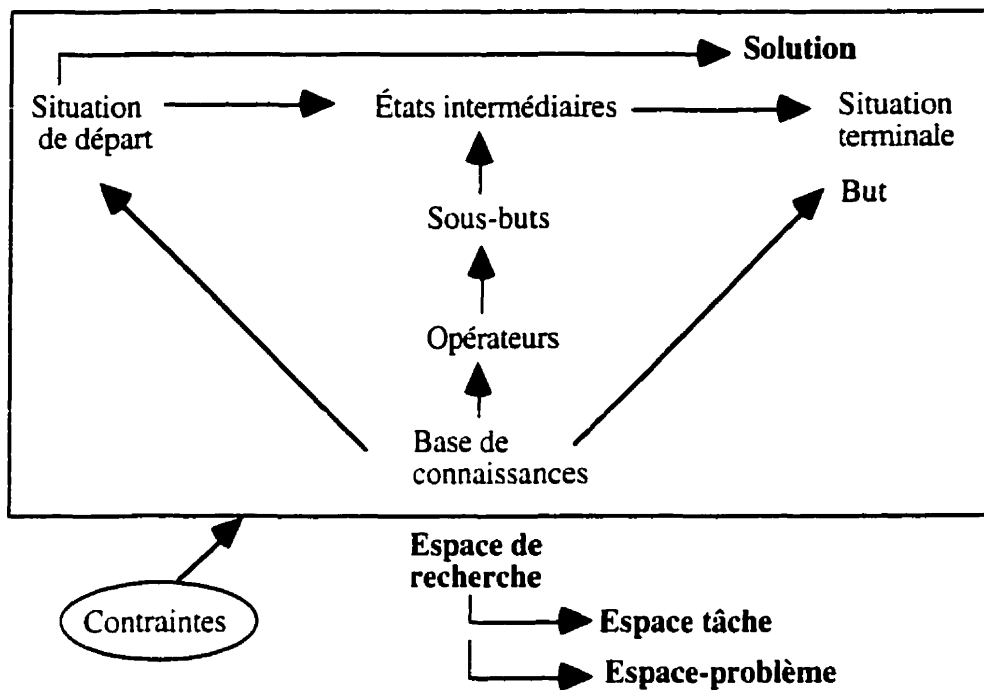 Solution
Situation
de départ
États intermédiaires
Situation
terminale
But
Sous-buts
Opérateurs
Base de
connaissances
Espace de
recherche
Contraintes
Espace tâche
Espace-problème